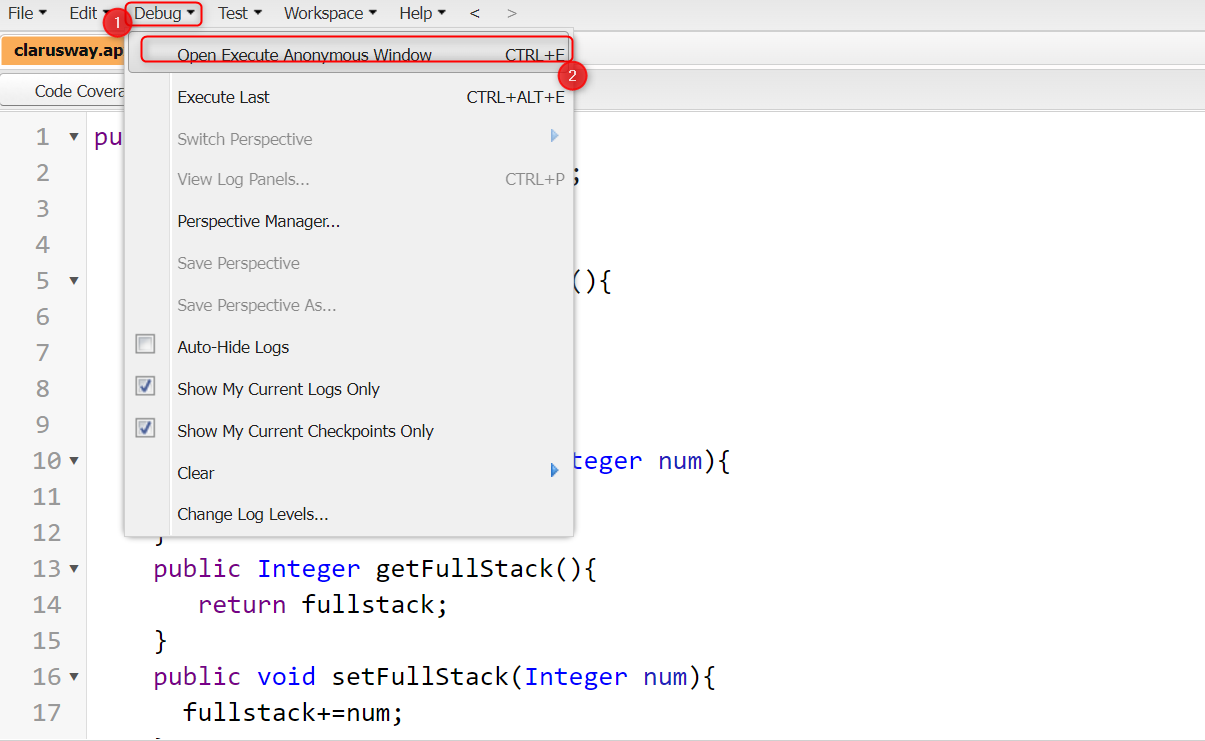 File Edit Debug Test Workspace Help < >
1
clarusway.ap
Open Execute Anonymous Window CTRL+E
2
Code Covera
Execute Last CTRL+ALT+E
1 pu
Switch Perspective
2 ;
View Log Panels... CTRL+P
3
Perspective Manager...
4
Save Perspective
5 (){
Save Perspective As...
6
7
Auto-Hide Logs
8
Show My Current Logs Only
9
Show My Current Checkpoints Only
10 teger num){
Clear
11
Change Log Levels...
12 }
13 public Integer getFullStack(){
14 return fullstack;
15 }
16 public void setFullStack(Integer num){
17 fullstack+=num;